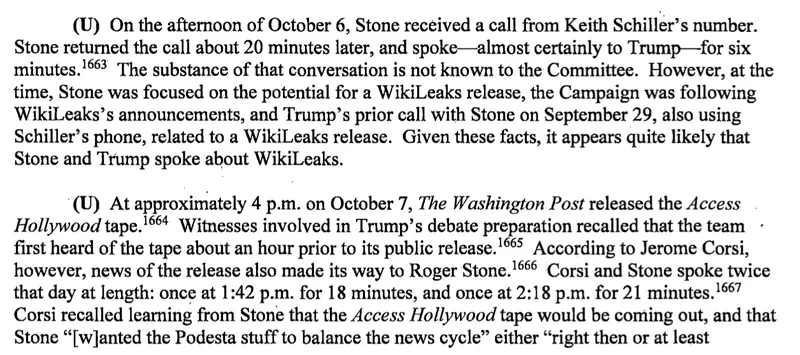 (U) On the afternoon of October 6, Stone received a call from Keith Schiller's number.
Stone returned the call about 20 minutes later, and spoke—almost certainly to Trump—for six
minutes.1663 The substance of that conversation is not known to the Committee. However, at the
time, Stone was focused on the potential for a WikiLeaks release, the Campaign was following
WikiLeaks's announcements, and Trump's prior call with Stone on September 29, also using
Schiller's phone, related to a WikiLeaks release. Given these facts, it appears quite likely that
Stone and Trump spoke about WikiLeaks.
(U) At approximately 4 p.m. on October 7, The Washington Post released the Access
Hollywood tape.1664 Witnesses involved in Trump's debate preparation recalled that the team
first heard of the tape about an hour prior to its public release.1665 According to Jerome Corsi,
however, news of the release also made its way to Roger Stone.1666 Corsi and Stone spoke twice
that day at length: once at 1:42 p.m. for 18 minutes, and once at 2:18 p.m. for 21 minutes.1667
Corsi recalled learning from Stone that the Access Hollywood tape would be coming out, and that
Stone "[w]anted the Podesta stuff to balance the news cycle" either "right then or at least